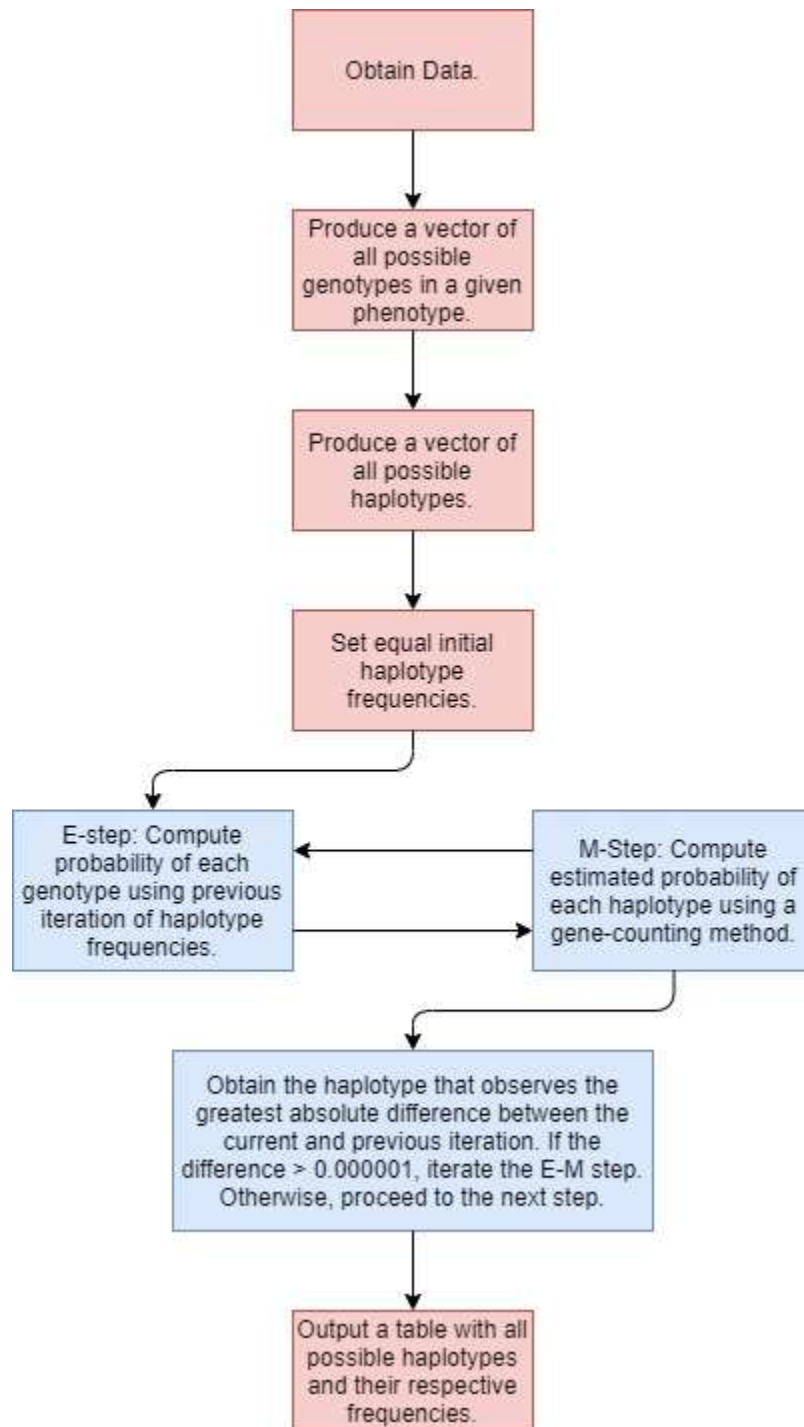 Obtain Data.
Produce a vector of
all possible
genotypes in a given
phenotype.
Produce a vector of
all possible
haplotypes.
Set equal initial
haplotype
frequencies.
E-step: Compute
probability of each
genotype using previous
iteration of haplotype
frequencies.
M-Step: Compute
estimated probability of
each haplotype using a
gene-counting method.
Obtain the haplotype that observes the
greatest absolute difference between the
current and previous iteration. If the
difference > 0.000001, iterate the E-M step.
Otherwise, proceed to the next step.
Output a table with all
possible haplotypes
and their respective
frequencies.